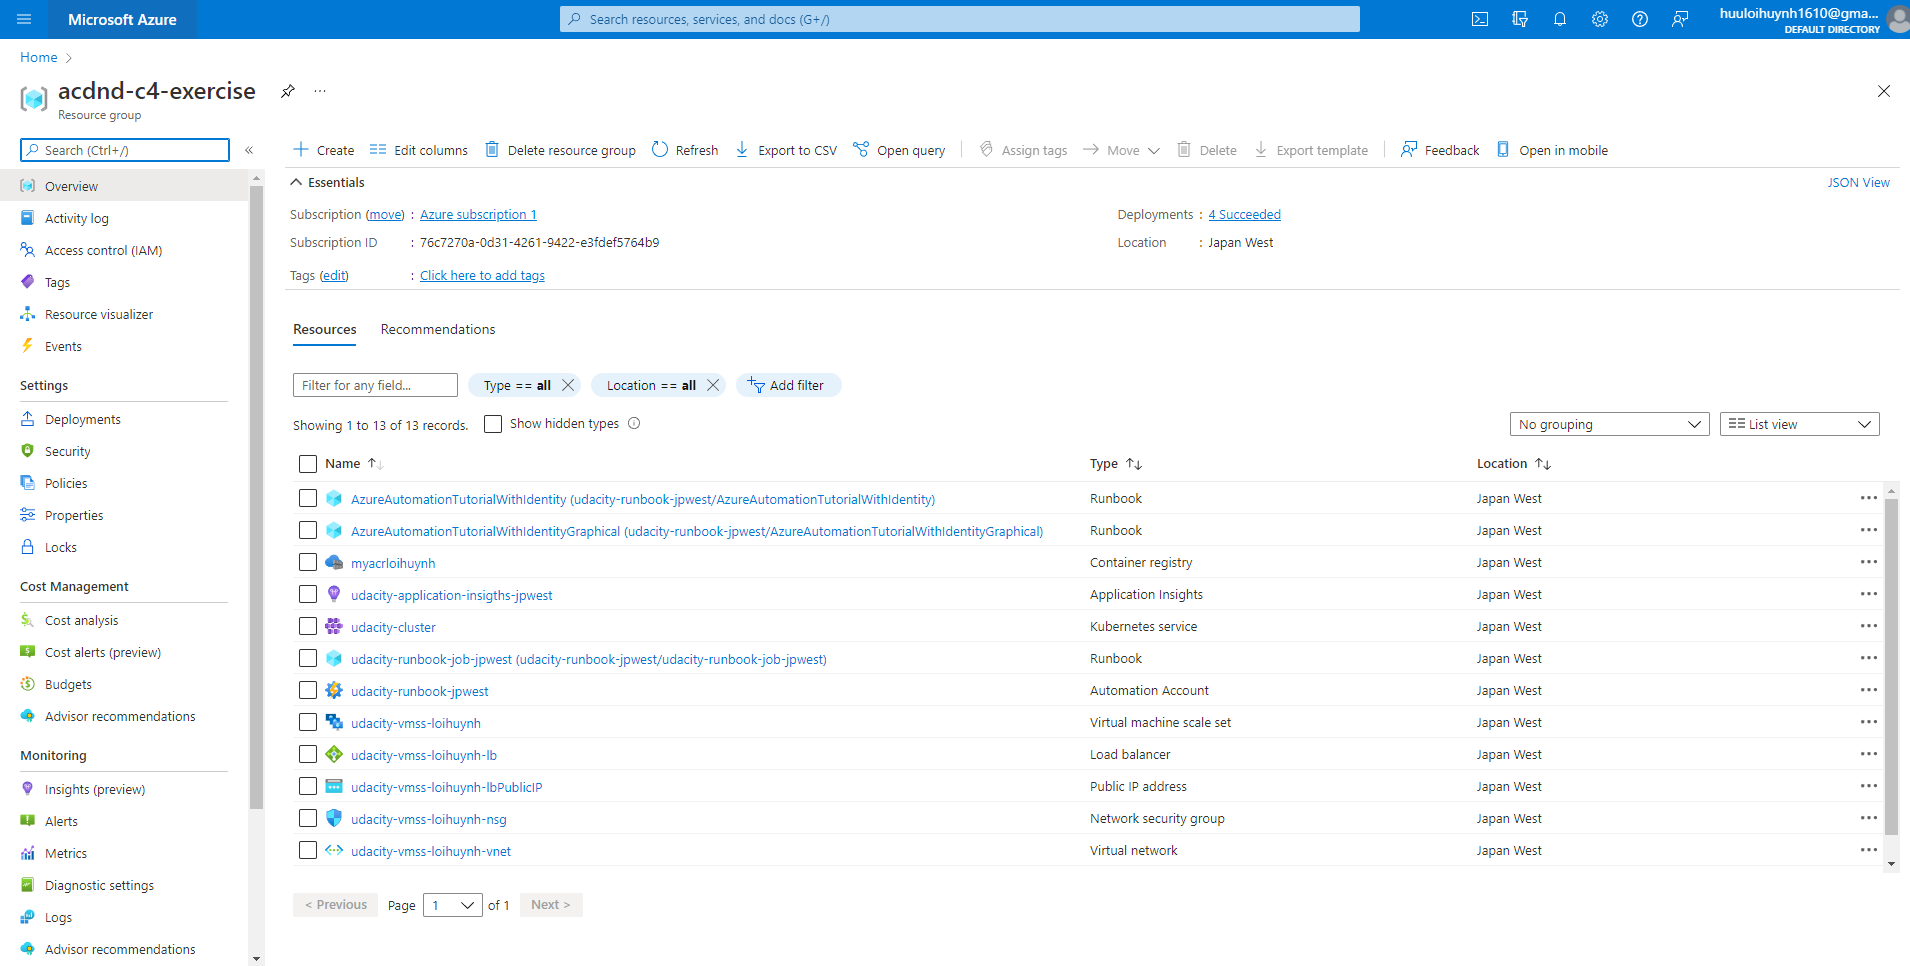 Microsoft Azure
Search resources, services, and docs (G+/)
huuloihuynh1610@gma...
DEFAULT DIRECTORY
Home
acdnd-c4-exercise
...
Resource group
Search (Ctrl+/)
«
Create
Edit columns
Delete resource group
Refresh
Export to CSV
Open query
Assign tags
Move
Delete
Export template
Feedback
Open in mobile
Overview
Activity log
Access control (IAM)
Tags
Resource visualizer
Events
Settings
Deployments
Security
Policies
Properties
Locks
Cost Management
Cost analysis
Cost alerts (preview)
Budgets
Advisor recommendations
Monitoring
Insights (preview)
Alerts
Metrics
Diagnostic settings
Logs
Advisor recommendations
Essentials
JSON View
Subscription (move) : Azure subscription 1
Subscription ID : 76c7270a-0d31-4261-9422-e3fdef5764b9
Tags (edit) : Click here to add tags
Deployments : 4 Succeeded
Location : Japan West
Resources
Recommendations
Filter for any field...
Type == all
Location == all
Add filter
Showing 1 to 13 of 13 records.
Show hidden types
No grouping
List view
Name Type Location
AzureAutomationTutorialWithIdentity (udacity-runbook-jpwest/AzureAutomationTutorialWithIdentity) Runbook Japan West
AzureAutomationTutorialWithIdentityGraphical (udacity-runbook-jpwest/AzureAutomationTutorialWithIdentityGraphical) Runbook Japan West
myacrloihuynh Container registry Japan West
udacity-application-insigths-jpwest Application Insights Japan West
udacity-cluster Kubernetes service Japan West
udacity-runbook-job-jpwest (udacity-runbook-jpwest/udacity-runbook-job-jpwest) Runbook Japan West
udacity-runbook-jpwest Automation Account Japan West
udacity-vmss-loihuynh Virtual machine scale set Japan West
udacity-vmss-loihuynh-lb Load balancer Japan West
udacity-vmss-loihuynh-lbPublicIP Public IP address Japan West
udacity-vmss-loihuynh-nsg Network security group Japan West
udacity-vmss-loihuynh-vnet Virtual network Japan West
< Previous Page 1 of 1 Next >